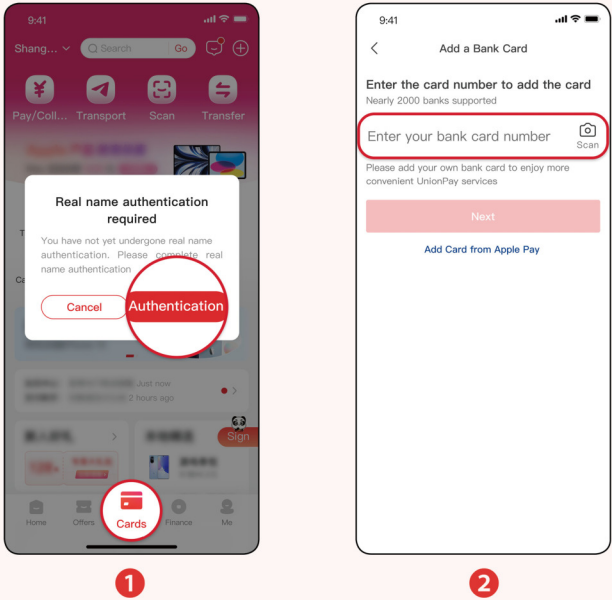 9:41
Shang...
Search
Go
Pay/Coll...
Transport
Scan
Transfer
Real name authentication
required
You have not yet undergone real name
authentication. Please complete real
name authentication
Cancel
Authentication
Just now
2 hours ago
Sign
Home
Offers
Cards
Finance
Me
1
9:41
Add a Bank Card
Enter the card number to add the card
Nearly 2000 banks supported
Enter your bank card number
Scan
Please add your own bank card to enjoy more
convenient UnionPay services
Next
Add Card from Apple Pay
2